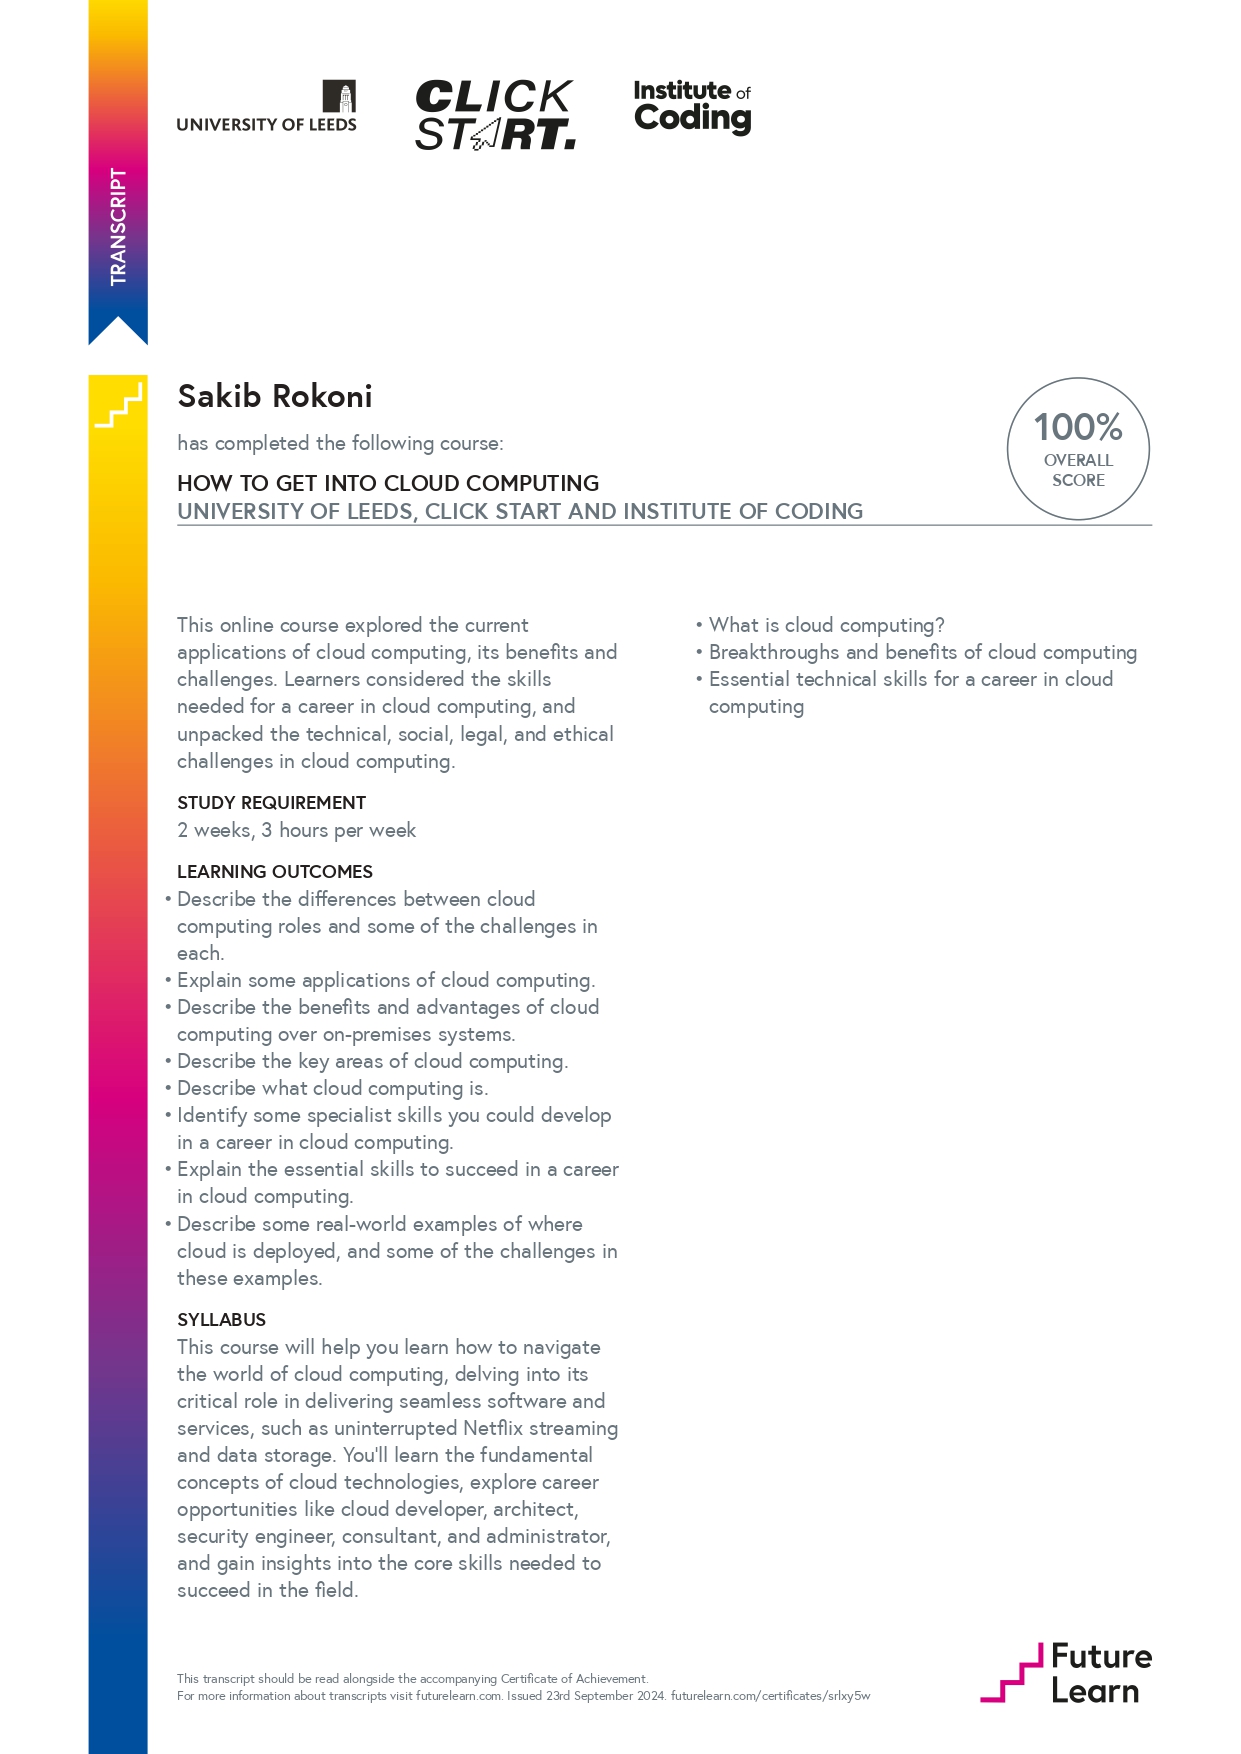 UNIVERSITY OF LEEDS
CLICK
START.
Institute of
Coding
TRANSCRIPT
Sakib Rokoni
has completed the following course:
HOW TO GET INTO CLOUD COMPUTING
UNIVERSITY OF LEEDS, CLICK START AND INSTITUTE OF CODING
100%
OVERALL
SCORE
This online course explored the current
applications of cloud computing, its benefits and
challenges. Learners considered the skills
needed for a career in cloud computing, and
unpacked the technical, social, legal, and ethical
challenges in cloud computing.
STUDY REQUIREMENT
2 weeks, 3 hours per week
LEARNING OUTCOMES
• Describe the differences between cloud
computing roles and some of the challenges in
each.
• Explain some applications of cloud computing.
• Describe the benefits and advantages of cloud
computing over on-premises systems.
• Describe the key areas of cloud computing.
• Describe what cloud computing is.
• Identify some specialist skills you could develop
in a career in cloud computing.
• Explain the essential skills to succeed in a career
in cloud computing.
• Describe some real-world examples of where
cloud is deployed, and some of the challenges in
these examples.
SYLLABUS
This course will help you learn how to navigate
the world of cloud computing, delving into its
critical role in delivering seamless software and
services, such as uninterrupted Netflix streaming
and data storage. You'll learn the fundamental
concepts of cloud technologies, explore career
opportunities like cloud developer, architect,
security engineer, consultant, and administrator,
and gain insights into the core skills needed to
succeed in the field.
• What is cloud computing?
• Breakthroughs and benefits of cloud computing
• Essential technical skills for a career in cloud
computing
This transcript should be read alongside the accompanying Certificate of Achievement.
For more information about transcripts visit futurelearn.com. Issued 23rd September 2024. futurelearn.com/certificates/srlxy5w
Future
Learn